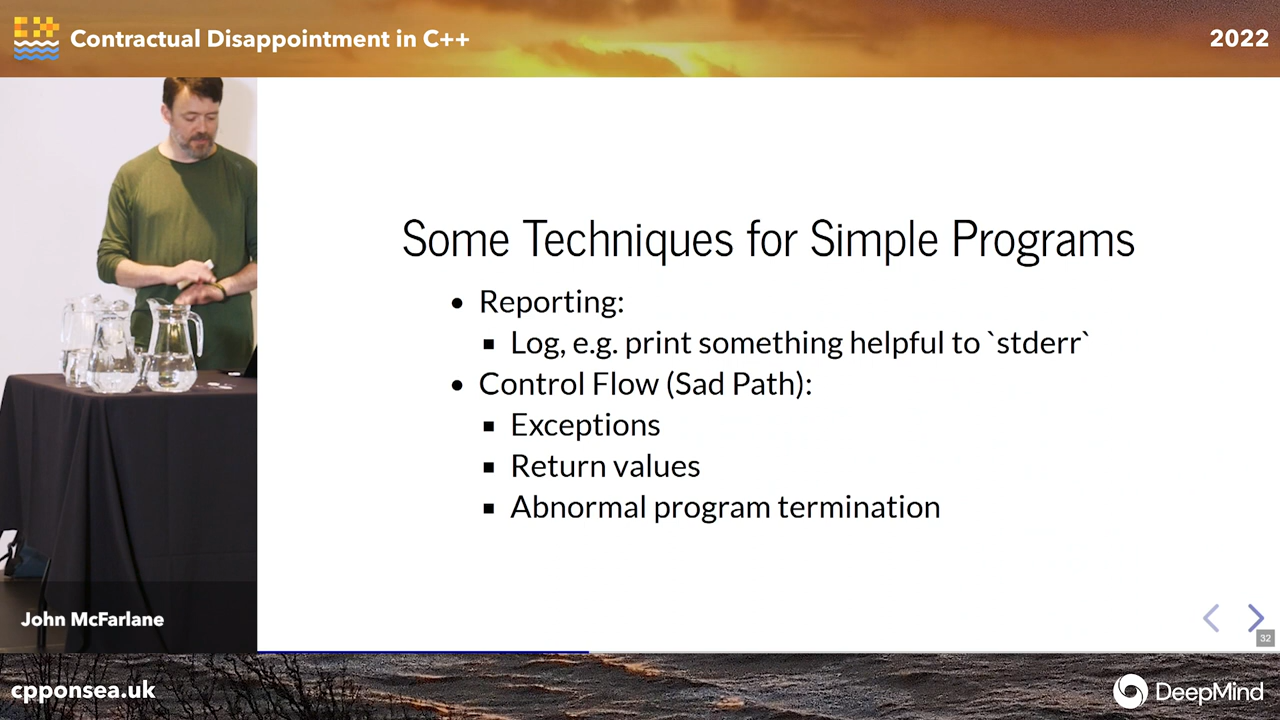 Contractual Disappointment in C++
2022
Some Techniques for Simple Programs
• Reporting:
▪ Log, e.g. print something helpful to `stderr`
• Control Flow (Sad Path):
▪ Exceptions
▪ Return values
▪ Abnormal program termination
John McFarlane
32
cpponsea.uk
DeepMind